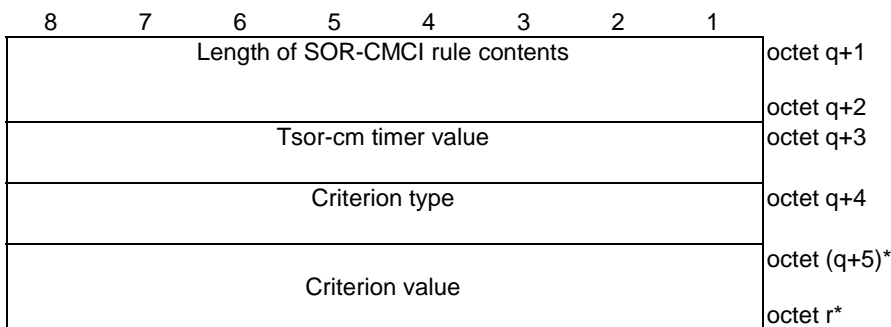 8 7 6 5 4 3 2 1
Length of SOR-CMCI rule contents octet q+1
octet q+2
Tsor-cm timer value octet q+3
Criterion type octet q+4
octet (q+5)*
Criterion value
octet r*